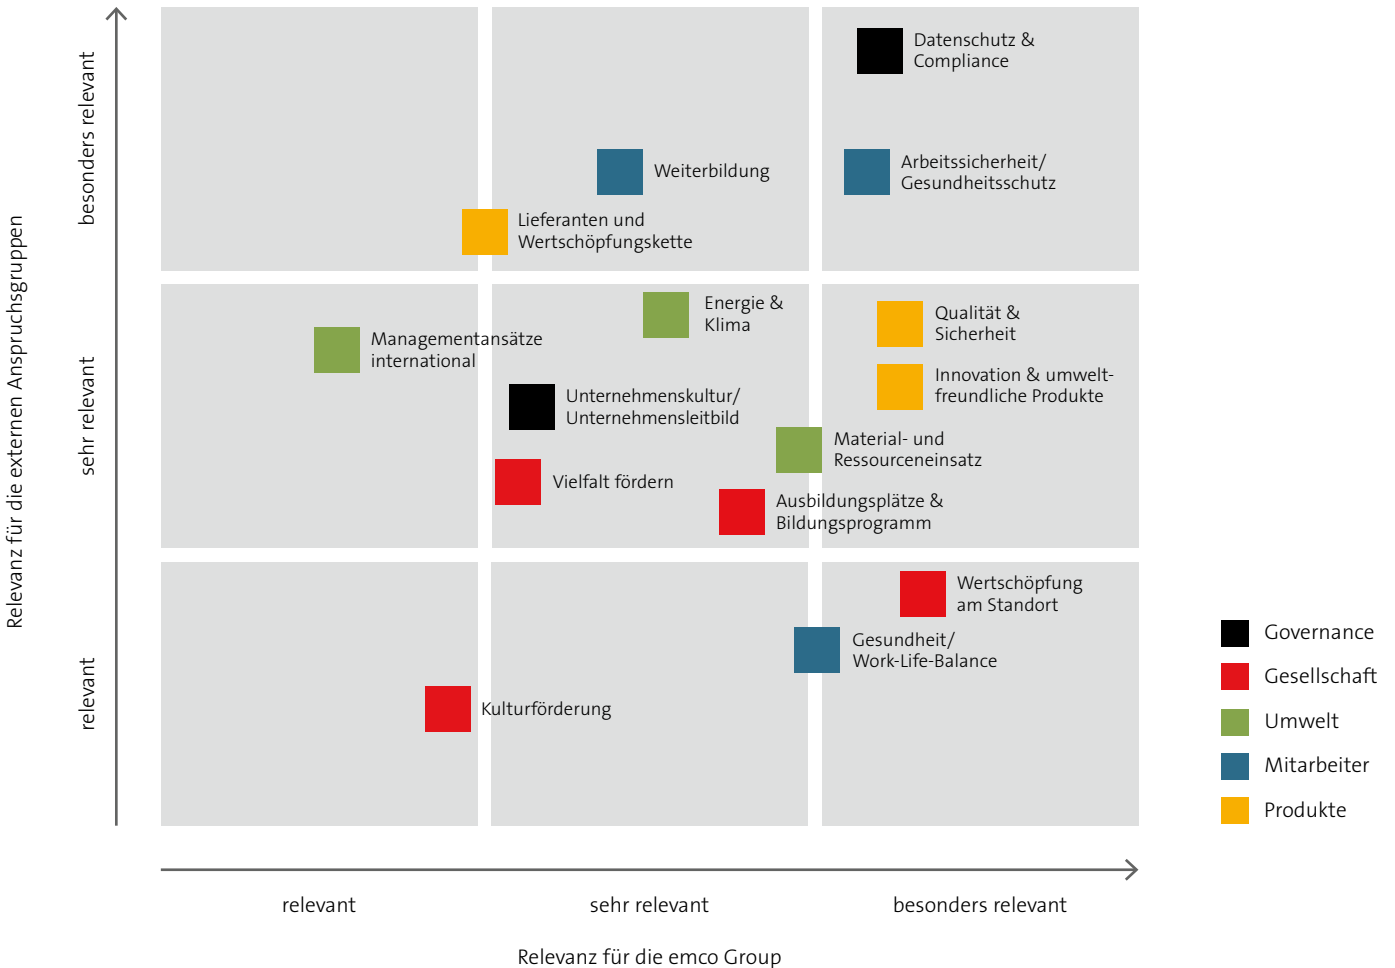 Relevanz für die externen Anspruchsgruppen
besonders relevant
sehr relevant
relevant
Datenschutz &
Compliance
Weiterbildung
Arbeitssicherheit/
Gesundheitsschutz
Lieferanten und
Wertschöpfungskette
Energie &
Klima
Qualität &
Sicherheit
Managementansätze
international
Innovation & umwelt-
freundliche Produkte
Unternehmenskultur/
Unternehmensleitbild
Material- und
Ressourceneinsatz
Vielfalt fördern
Ausbildungsplätze &
Bildungsprogramm
Wertschöpfung
am Standort
Gesundheit/
Work-Life-Balance
Kulturförderung
Governance
Gesellschaft
Umwelt
Mitarbeiter
Produkte
relevant
sehr relevant
besonders relevant
Relevanz für die emco Group